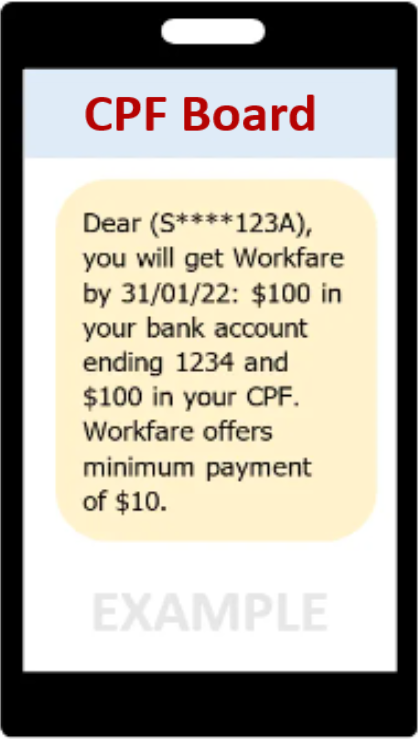 CPF Board
Dear (S****123A),
you will get Workfare
by 31/01/22: $100 in
your bank account
ending 1234 and
$100 in your CPF.
Workfare offers
minimum payment
of $10.
EXAMPLE